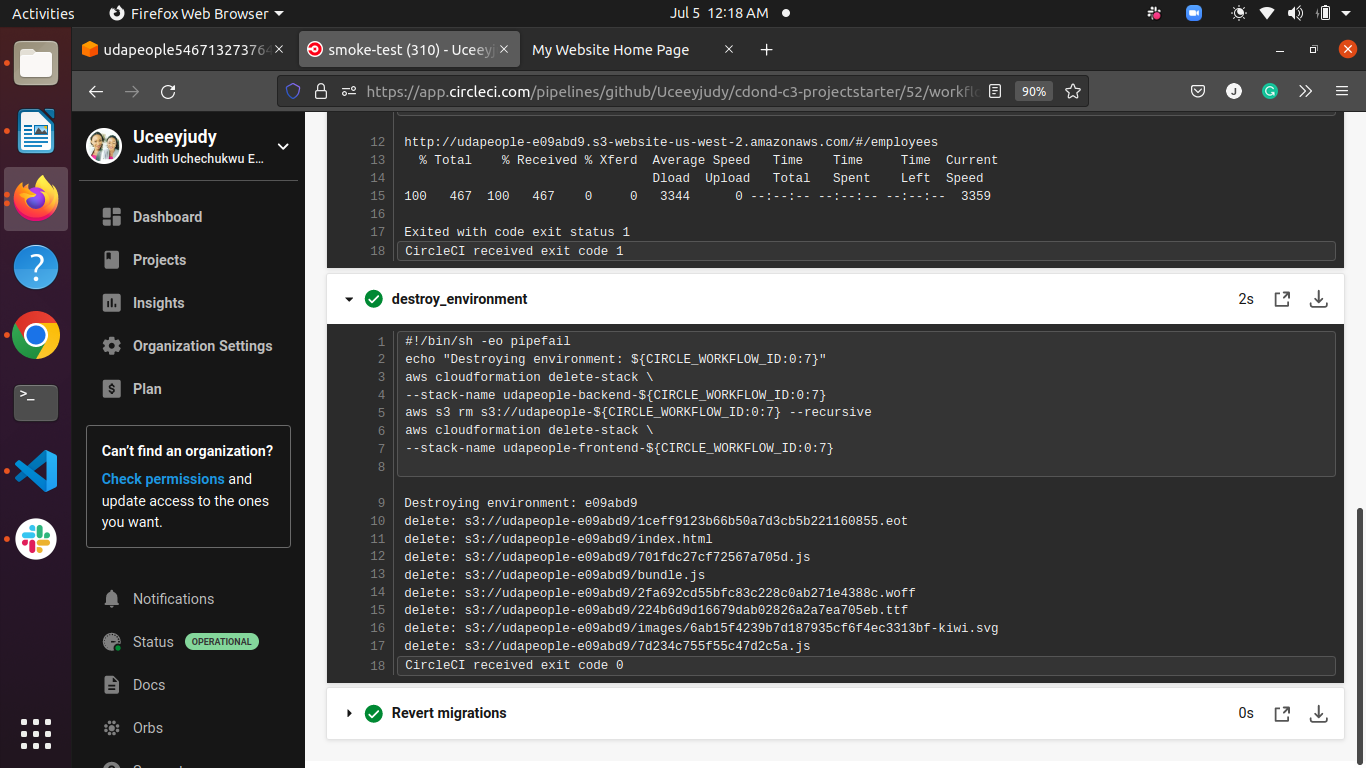 Activities
Firefox Web Browser
Jul 5 12:18 AM
udapeople546713273764
smoke-test (310) - Uceeyj
My Website Home Page
https://app.circleci.com/pipelines/github/Uceeyjudy/cdond-c3-projectstarter/52/workflo
90%
J
G
Uceeyjudy
Judith Uchechukwu E...
Dashboard
Projects
Insights
Organization Settings
Plan
Can't find an organization?
Check permissions and
update access to the ones
you want.
Notifications
Status OPERATIONAL
Docs
Orbs
12 http://udapeople-e09abd9.s3-website-us-west-2.amazonaws.com/#/employees
13 % Total % Received % Xferd Average Speed Time Time Time Current
14 Dload Upload Total Spent Left Speed
15 100 467 100 467 0 0 3344 0 --:--:-- --:--:-- --:--:-- 3359
16
17 Exited with code exit status 1
18 CircleCI received exit code 1
destroy_environment 2s
1 #!/bin/sh -eo pipefail
2 echo "Destroying environment: ${CIRCLE_WORKFLOW_ID:0:7}"
3 aws cloudformation delete-stack \
4 --stack-name udapeople-backend-${CIRCLE_WORKFLOW_ID:0:7}
5 aws s3 rm s3://udapeople-${CIRCLE_WORKFLOW_ID:0:7} --recursive
6 aws cloudformation delete-stack \
7 --stack-name udapeople-frontend-${CIRCLE_WORKFLOW_ID:0:7}
8
9 Destroying environment: e09abd9
10 delete: s3://udapeople-e09abd9/1ceff9123b66b50a7d3cb5b221160855.eot
11 delete: s3://udapeople-e09abd9/index.html
12 delete: s3://udapeople-e09abd9/701fdc27cf72567a705d.js
13 delete: s3://udapeople-e09abd9/bundle.js
14 delete: s3://udapeople-e09abd9/2fa692cd55bfc83c228c0ab271e4388c.woff
15 delete: s3://udapeople-e09abd9/224b6d9d16679dab02826a2a7ea705eb.ttf
16 delete: s3://udapeople-e09abd9/images/6ab15f4239b7d187935cf6f4ec3313bf-kiwi.svg
17 delete: s3://udapeople-e09abd9/7d234c755f55c47d2c5a.js
18 CircleCI received exit code 0
Revert migrations 0s